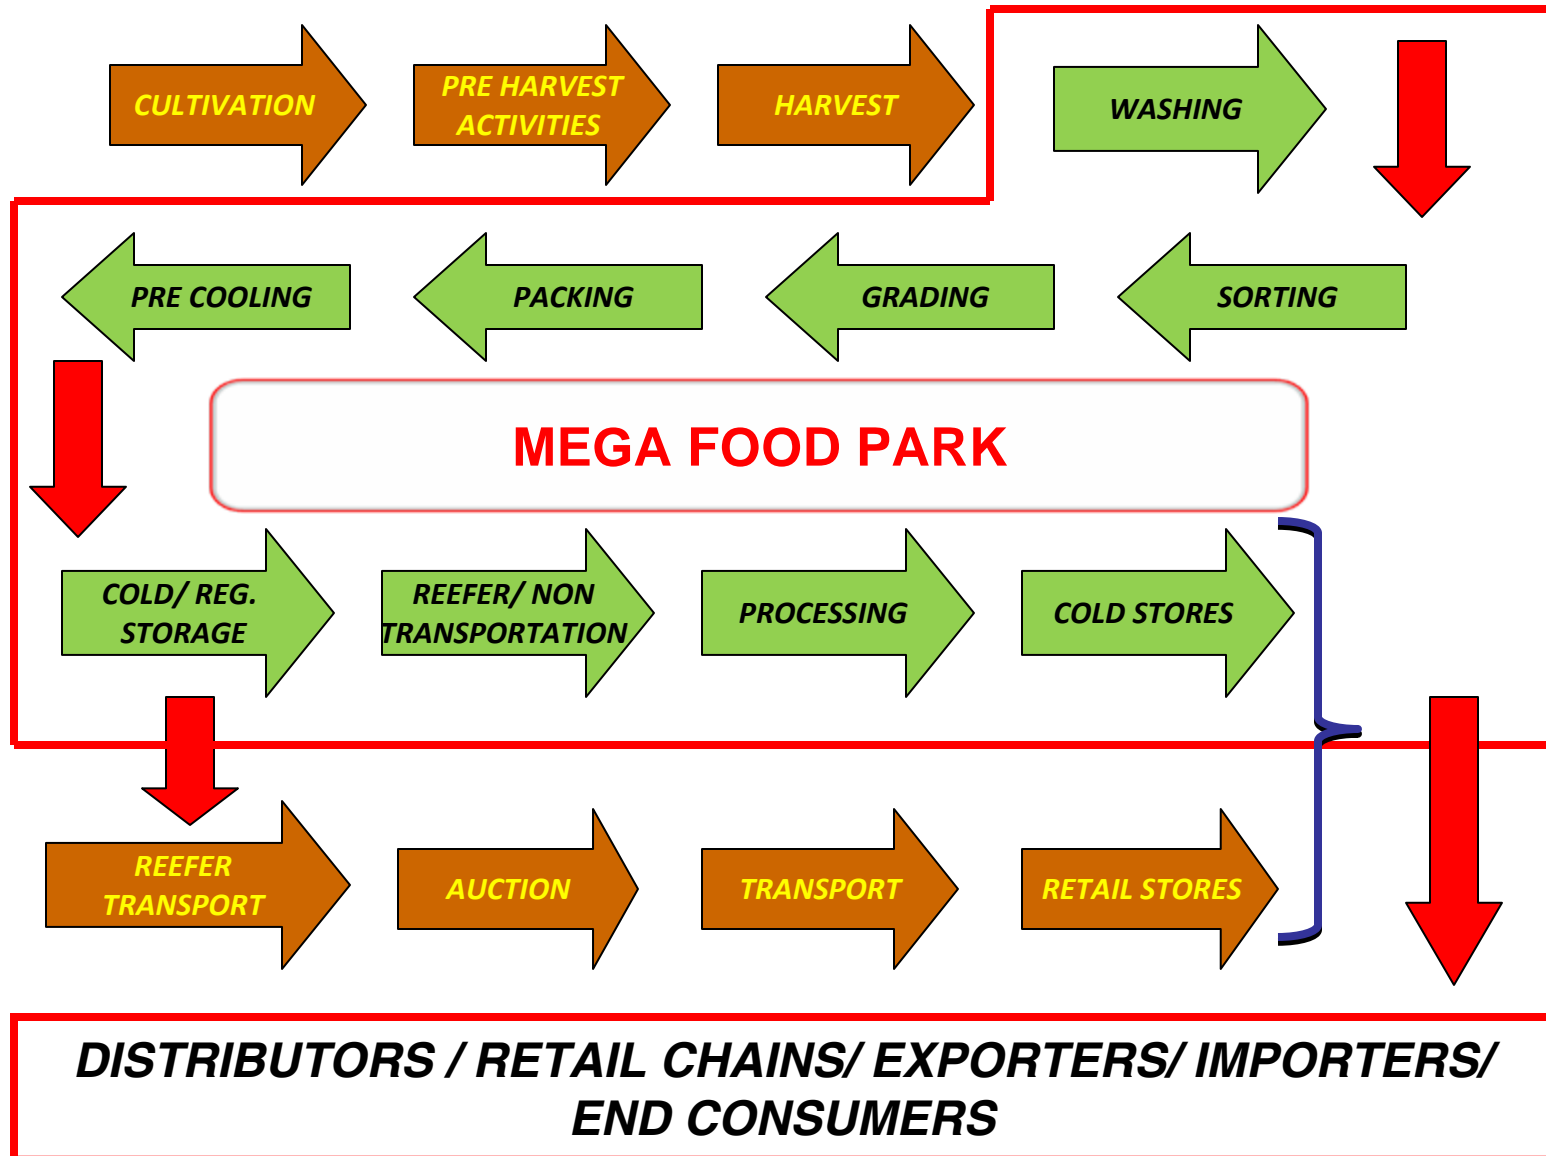 CULTIVATION
PRE HARVEST
ACTIVITIES
HARVEST
WASHING
PRE COOLING
PACKING
GRADING
SORTING
MEGA FOOD PARK
COLD/ REG.
STORAGE
REEFER/ NON
TRANSPORTATION
PROCESSING
COLD STORES
REEFER
TRANSPORT
AUCTION
TRANSPORT
RETAIL STORES
DISTRIBUTORS / RETAIL CHAINS/ EXPORTERS/ IMPORTERS/
END CONSUMERS